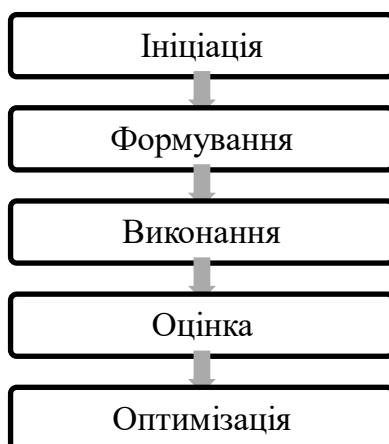 Ініціація
Формування
Виконання
Оцінка
Оптимізація